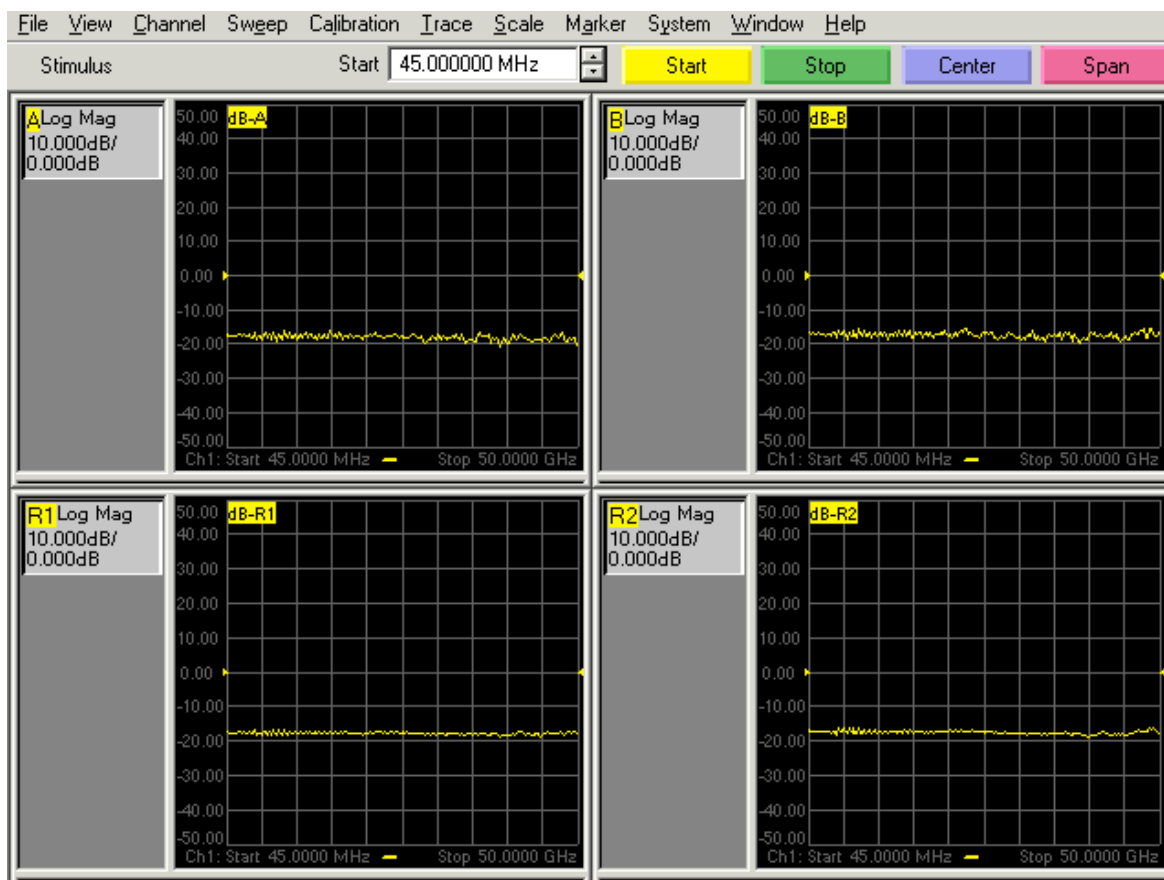 File View Channel Sweep Calibration Trace Scale Marker System Window Help
Stimulus Start 45.000000 MHz Start Stop Center Span
A Log Mag
10.000dB/
0.000dB
50.00 dB-A
40.00
30.00
20.00
10.00
0.00
-10.00
-20.00
-30.00
-40.00
-50.00
Ch1: Start 45.0000 MHz Stop 50.0000 GHz
B Log Mag
10.000dB/
0.000dB
50.00 dB-B
40.00
30.00
20.00
10.00
0.00
-10.00
-20.00
-30.00
-40.00
-50.00
Ch1: Start 45.0000 MHz Stop 50.0000 GHz
R1 Log Mag
10.000dB/
0.000dB
50.00 dB-R1
40.00
30.00
20.00
10.00
0.00
-10.00
-20.00
-30.00
-40.00
-50.00
Ch1: Start 45.0000 MHz Stop 50.0000 GHz
R2 Log Mag
10.000dB/
0.000dB
50.00 dB-R2
40.00
30.00
20.00
10.00
0.00
-10.00
-20.00
-30.00
-40.00
-50.00
Ch1: Start 45.0000 MHz Stop 50.0000 GHz